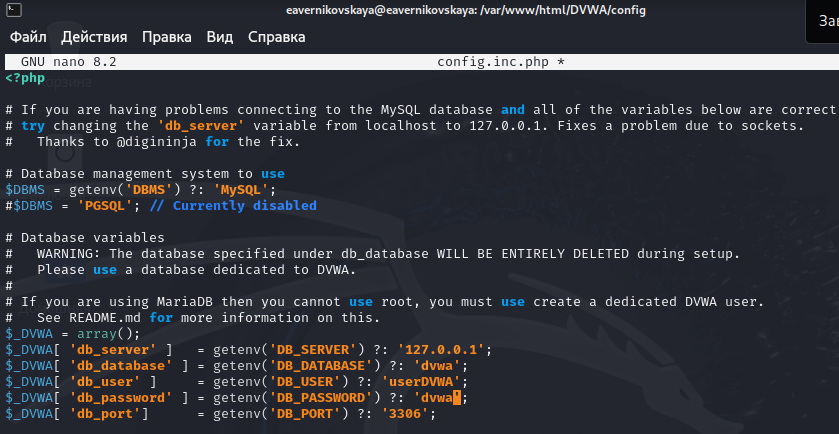 eavernikovskaya@eavernikovskaya: /var/www/html/DVWA/config
Зав
Файл Действия Правка Вид Справка
GNU nano 8.2 config.inc.php *
<?php
# If you are having problems connecting to the MySQL database and all of the variables below are correct
# try changing the 'db_server' variable from localhost to 127.0.0.1. Fixes a problem due to sockets.
#   Thanks to @digininja for the fix.
# Database management system to use
$DBMS = getenv('DBMS') ?: 'MySQL';
#$DBMS = 'PGSQL'; // Currently disabled
# Database variables
#   WARNING: The database specified under db_database WILL BE ENTIRELY DELETED during setup.
#   Please use a database dedicated to DVWA.
#
# If you are using MariaDB then you cannot use root, you must use create a dedicated DVWA user.
#   See README.md for more information on this.
$_DVWA = array();
$_DVWA[ 'db_server' ]   = getenv('DB_SERVER') ?: '127.0.0.1';
$_DVWA[ 'db_database' ] = getenv('DB_DATABASE') ?: 'dvwa';
$_DVWA[ 'db_user' ]     = getenv('DB_USER') ?: 'userDVWA';
$_DVWA[ 'db_password' ] = getenv('DB_PASSWORD') ?: 'dvwa';
$_DVWA[ 'db_port']      = getenv('DB_PORT') ?: '3306';